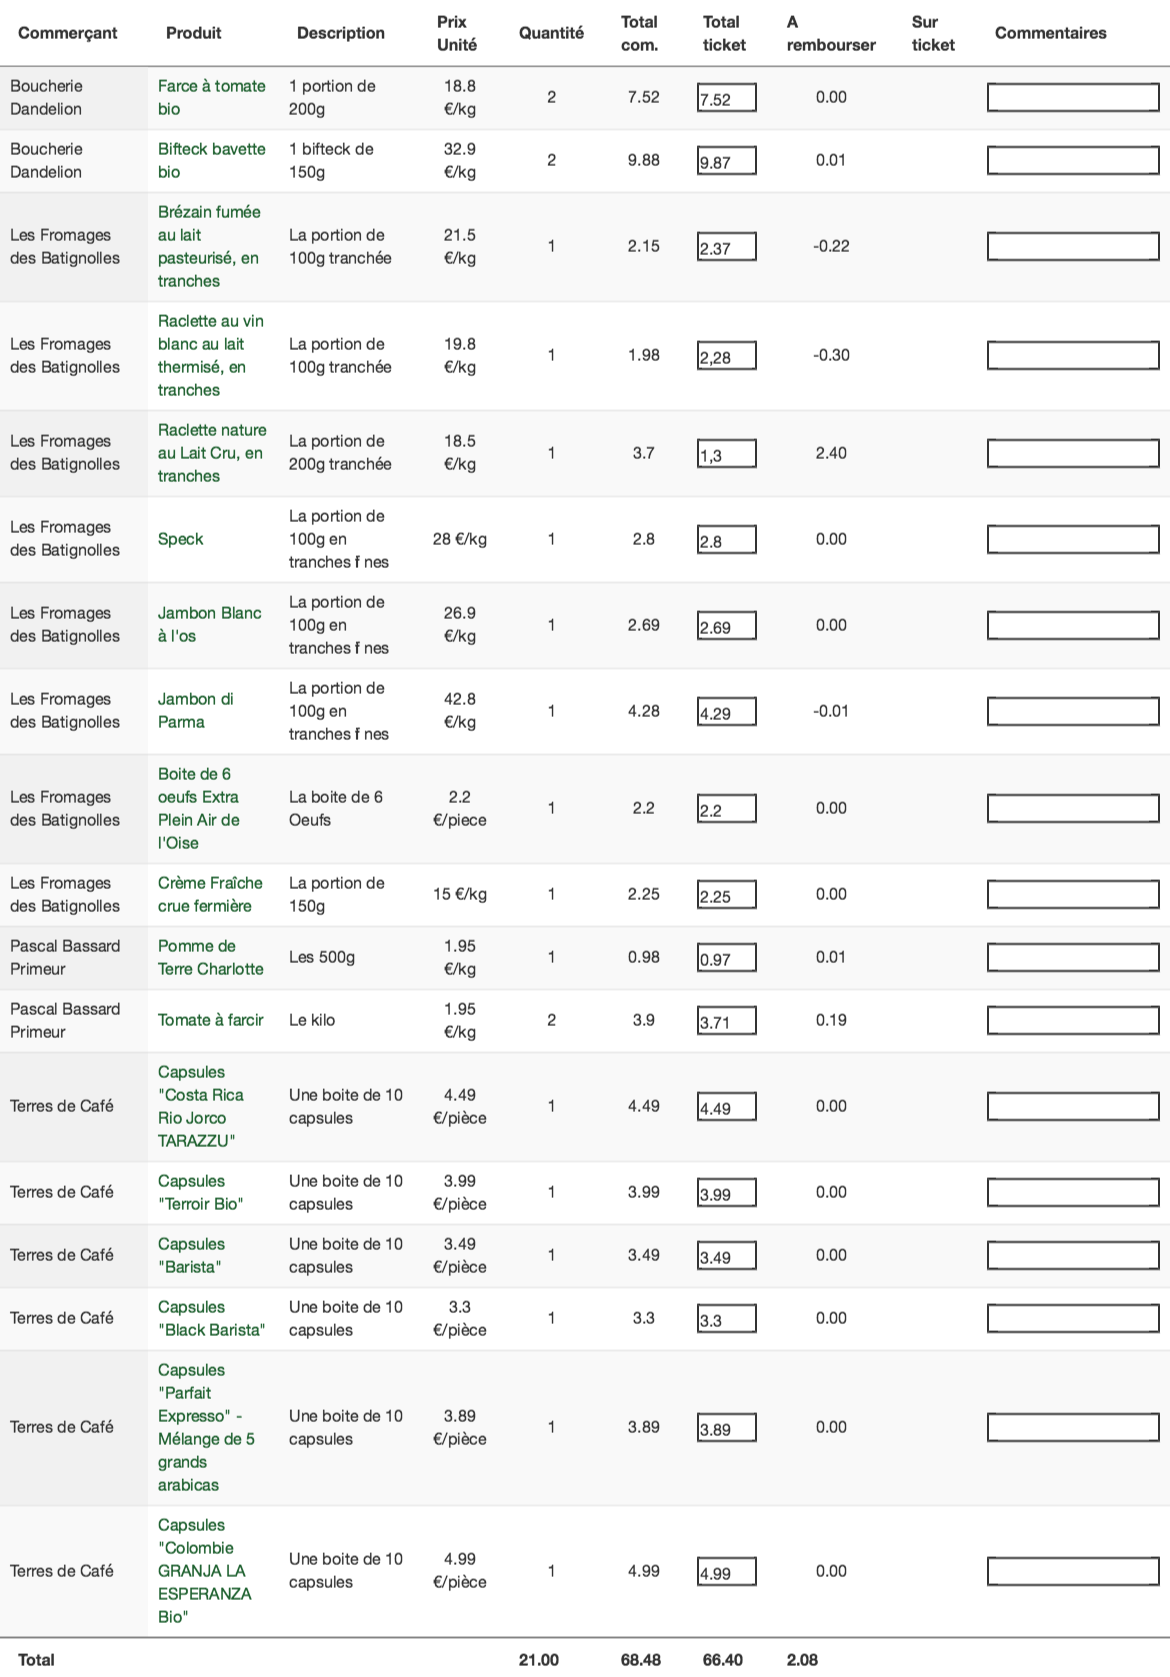 Commerçant Produit Description Prix Unité Quantité Total com. Total ticket A rembourser Sur ticket Commentaires
Boucherie Dandelion Farce à tomate bio 1 portion de 200g 18.8 €/kg 2 7.52 7.52 0.00
Boucherie Dandelion Bifteck bavette bio 1 bifteck de 150g 32.9 €/kg 2 9.88 9.87 0.01
Les Fromages des Batignolles Brézain fumée au lait pasteurisé, en tranches La portion de 100g tranchée 21.5 €/kg 1 2.15 2.37 -0.22
Les Fromages des Batignolles Raclette au vin blanc au lait thermisé, en tranches La portion de 100g tranchée 19.8 €/kg 1 1.98 2,28 -0.30
Les Fromages des Batignolles Raclette nature au Lait Cru, en tranches La portion de 200g tranchée 18.5 €/kg 1 3.7 1,3 2.40
Les Fromages des Batignolles Speck La portion de 100g en tranches f nes 28 €/kg 1 2.8 2.8 0.00
Les Fromages des Batignolles Jambon Blanc à l'os La portion de 100g en tranches f nes 26.9 €/kg 1 2.69 2.69 0.00
Les Fromages des Batignolles Jambon di Parma La portion de 100g en tranches f nes 42.8 €/kg 1 4.28 4.29 -0.01
Les Fromages des Batignolles Boite de 6 oeufs Extra Plein Air de l'Oise La boite de 6 Oeufs 2.2 €/piece 1 2.2 2.2 0.00
Les Fromages des Batignolles Crème Fraîche crue fermière La portion de 150g 15 €/kg 1 2.25 2.25 0.00
Pascal Bassard Primeur Pomme de Terre Charlotte Les 500g 1.95 €/kg 1 0.98 0.97 0.01
Pascal Bassard Primeur Tomate à farcir Le kilo 1.95 €/kg 2 3.9 3.71 0.19
Terres de Café Capsules "Costa Rica Rio Jorco TARAZZU" Une boite de 10 capsules 4.49 €/pièce 1 4.49 4.49 0.00
Terres de Café Capsules "Terroir Bio" Une boite de 10 capsules 3.99 €/pièce 1 3.99 3.99 0.00
Terres de Café Capsules "Barista" Une boite de 10 capsules 3.49 €/pièce 1 3.49 3.49 0.00
Terres de Café Capsules "Black Barista" Une boite de 10 capsules 3.3 €/pièce 1 3.3 3.3 0.00
Terres de Café Capsules "Parfait Expresso" - Mélange de 5 grands arabicas Une boite de 10 capsules 3.89 €/pièce 1 3.89 3.89 0.00
Terres de Café Capsules "Colombie GRANJA LA ESPERANZA Bio" Une boite de 10 capsules 4.99 €/pièce 1 4.99 4.99 0.00
Total 21.00 68.48 66.40 2.08